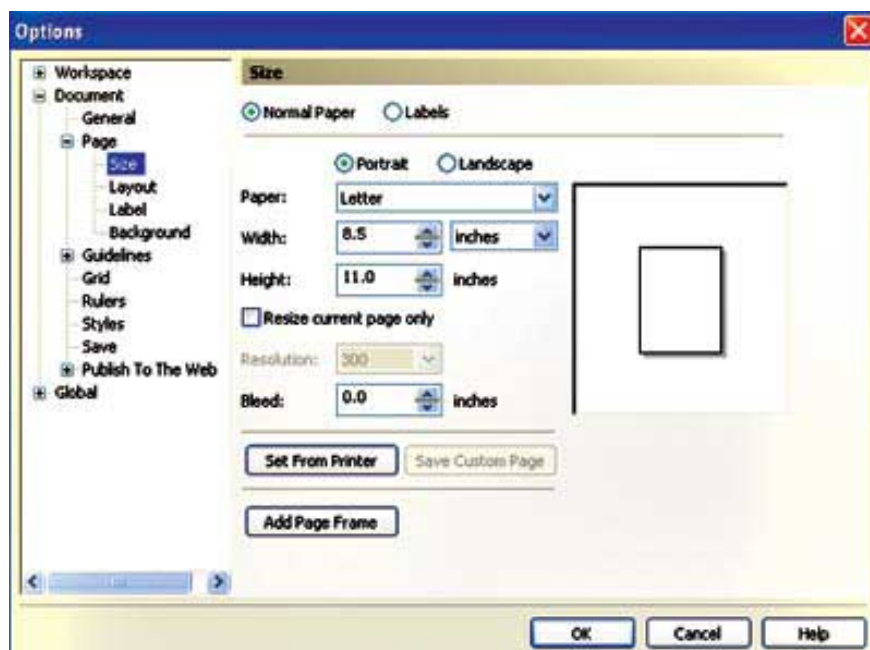 Options
Workspace
Document
General
Page
Size
Layout
Label
Background
Guidelines
Grid
Rulers
Styles
Save
Publish To The Web
Global
Size
Normal Paper Labels
Portrait Landscape
Paper: Letter
Width: 8.5 inches
Height: 11.0 inches
Resize current page only
Resolution: 300
Bleed: 0.0 inches
Set From Printer Save Custom Page
Add Page Frame
OK Cancel Help